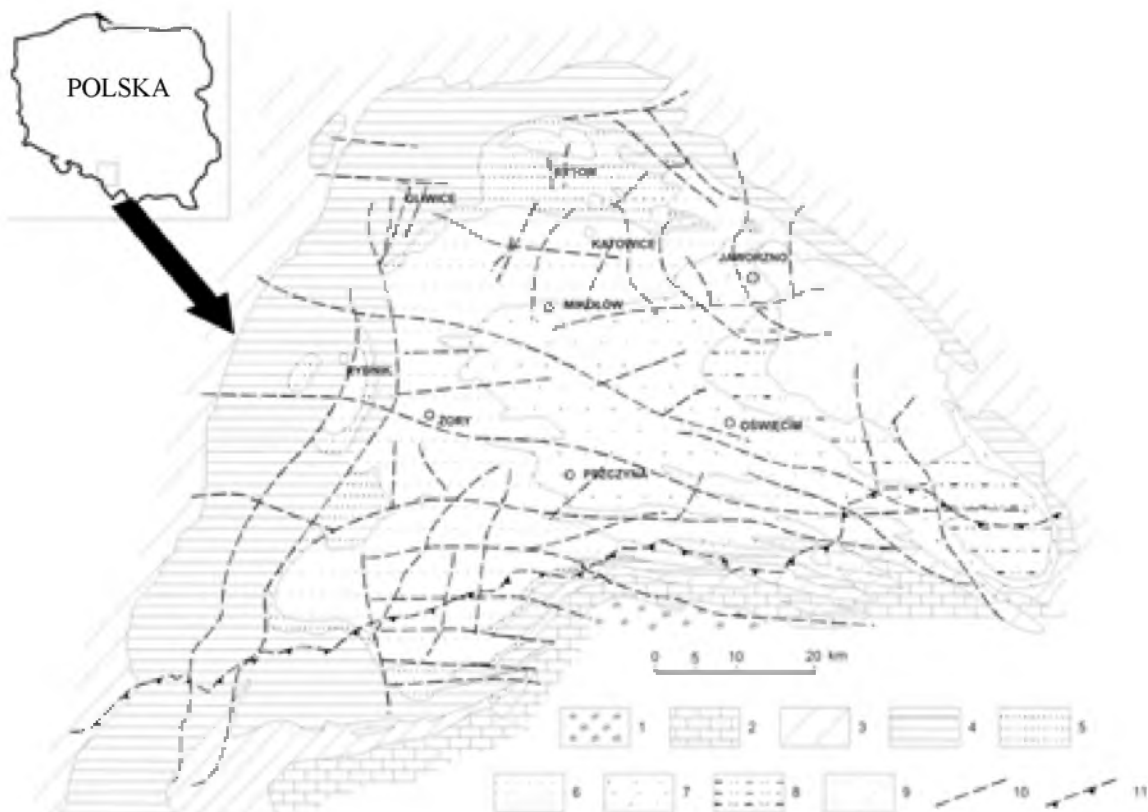 POLSKA
GLIWICE
KATOWICE
JAWORZNO
MIKOŁÓW
RYBNIK
ŻORY
OŚWIĘCIM
PSZCZYNA
0 5 10 20 km
1 2 3 4 5
6 7 8 9 10 11